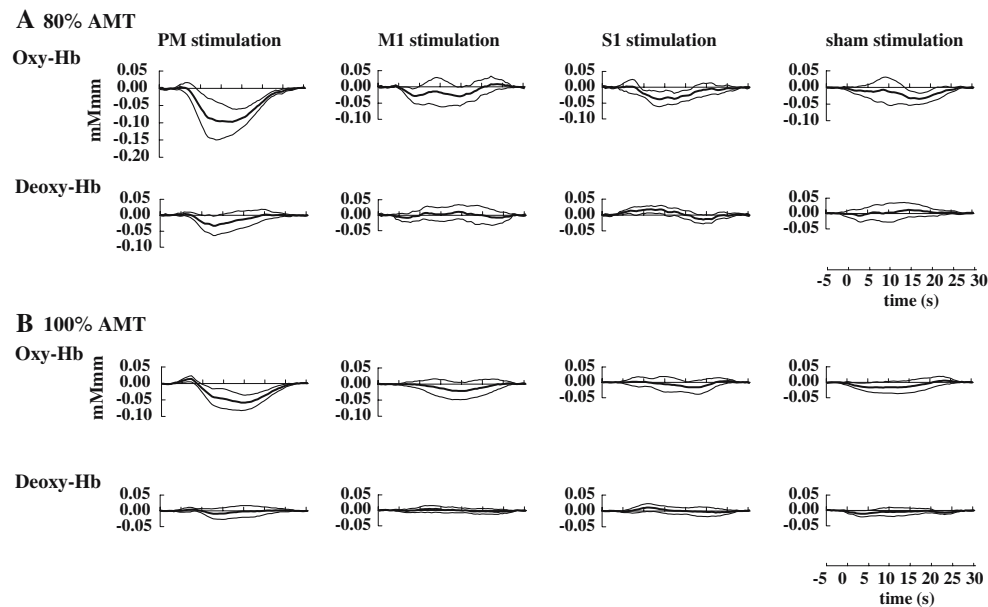 A 80% AMT
PM stimulation M1 stimulation S1 stimulation sham stimulation
Oxy-Hb
mMmm
0.05 0.05 0.05 0.05
0.00 0.00 0.00 0.00
-0.05 -0.05 -0.05 -0.05
-0.10 -0.10 -0.10 -0.10
-0.15
-0.20
Deoxy-Hb
0.05 0.05 0.05 0.05
0.00 0.00 0.00 0.00
-0.05 -0.05 -0.05 -0.05
-0.10
-5 0 5 10 15 20 25 30
time (s)
B 100% AMT
Oxy-Hb
mMmm
0.05 0.05 0.05 0.05
0.00 0.00 0.00 0.00
-0.05 -0.05 -0.05 -0.05
-0.10 -0.10
Deoxy-Hb
0.05 0.05 0.05 0.05
0.00 0.00 0.00 0.00
-0.05 -0.05 -0.05 -0.05
-5 0 5 10 15 20 25 30
time (s)